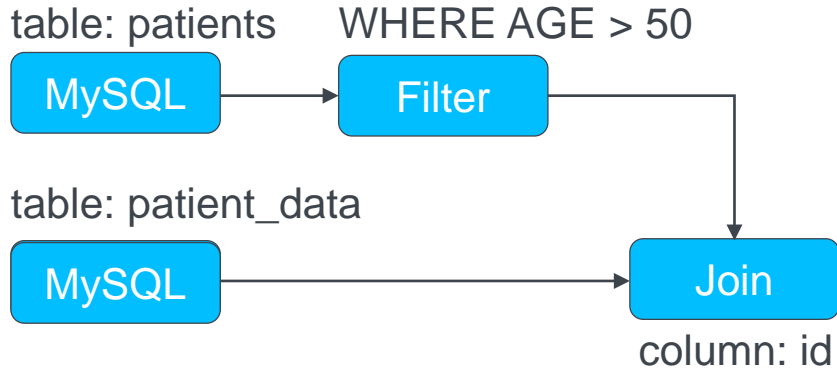 table: patients
WHERE AGE > 50
MySQL
Filter
table: patient_data
MySQL
Join
column: id